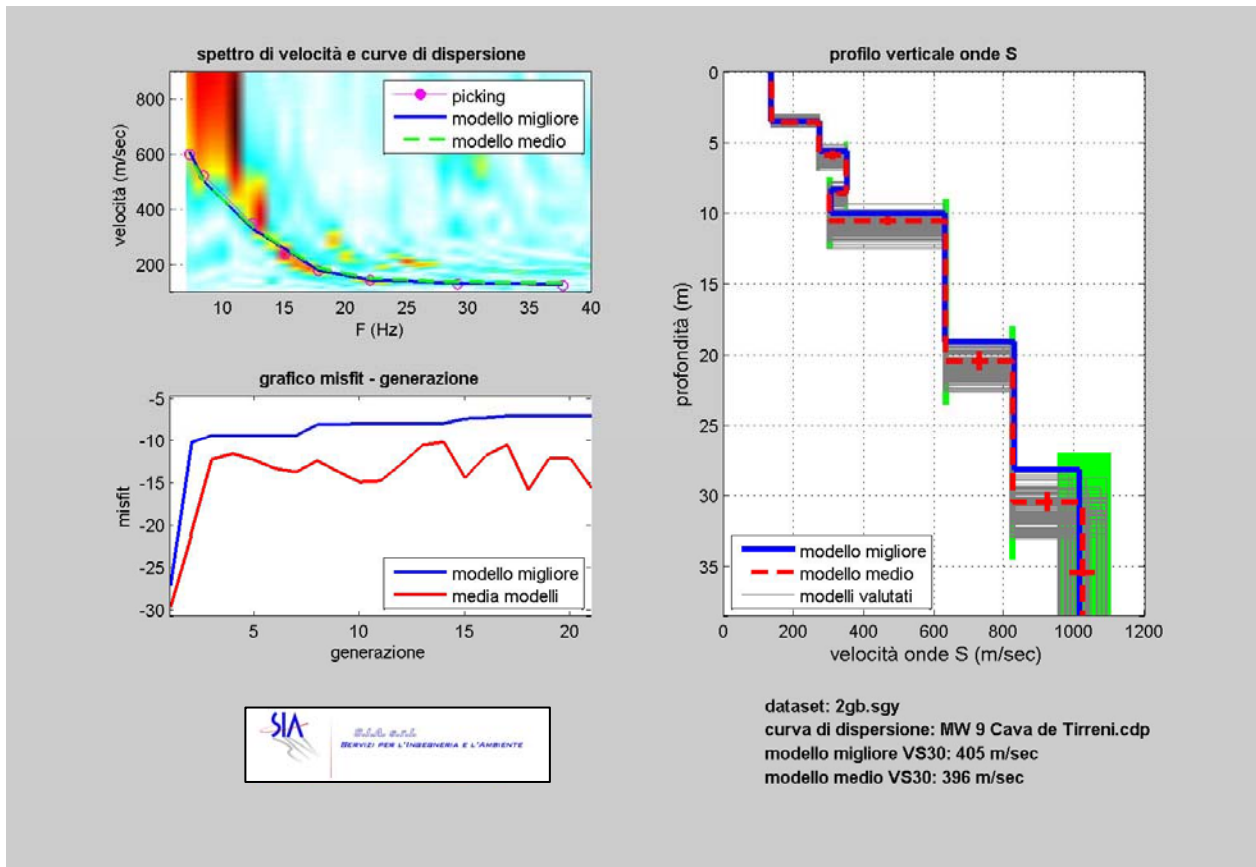 spettro di velocità e curve di dispersione
velocità (m/sec)
800
600
400
200
picking
modello migliore
modello medio
10 15 20 25 30 35 40
F (Hz)
grafico misfit - generazione
misfit
-5
-10
-15
-20
-25
-30
modello migliore
media modelli
5 10 15 20
generazione
SIA
S.I.A. s.r.l.
SERVIZI PER L'INGEGNERIA E L'AMBIENTE
profilo verticale onde S
profondità (m)
0
5
10
15
20
25
30
35
modello migliore
modello medio
modelli valutati
0 200 400 600 800 1000 1200
velocità onde S (m/sec)
dataset: 2gb.sgy
curva di dispersione: MW 9 Cava de Tirreni.cdp
modello migliore VS30: 405 m/sec
modello medio VS30: 396 m/sec